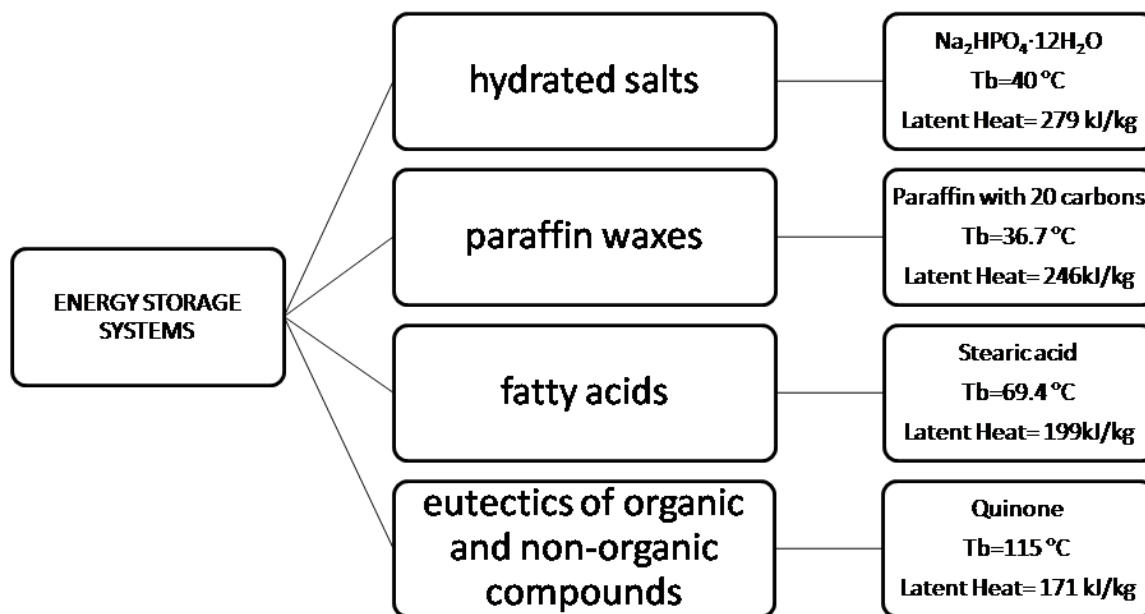 ENERGY STORAGE
SYSTEMS
hydrated salts
Na₂HPO₄·12H₂O
Tb=40 °C
Latent Heat= 279 kJ/kg
paraffin waxes
Paraffin with 20 carbons
Tb=36.7 °C
Latent Heat= 246kJ/kg
fatty acids
Stearic acid
Tb=69.4 °C
Latent Heat= 199kJ/kg
eutectics of organic
and non-organic
compounds
Quinone
Tb=115 °C
Latent Heat= 171 kJ/kg